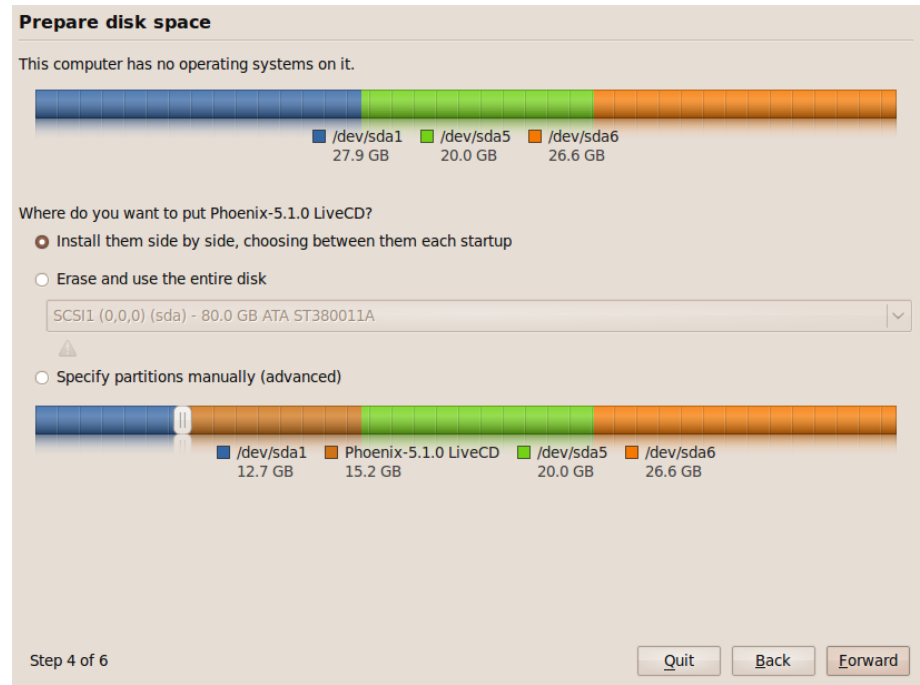 Prepare disk space
This computer has no operating systems on it.
/dev/sda1 /dev/sda5 /dev/sda6
27.9 GB 20.0 GB 26.6 GB
Where do you want to put Phoenix-5.1.0 LiveCD?
Install them side by side, choosing between them each startup
Erase and use the entire disk
SCSI1 (0,0,0) (sda) - 80.0 GB ATA ST380011A
Specify partitions manually (advanced)
/dev/sda1 Phoenix-5.1.0 LiveCD /dev/sda5 /dev/sda6
12.7 GB 15.2 GB 20.0 GB 26.6 GB
Step 4 of 6 Quit Back Forward